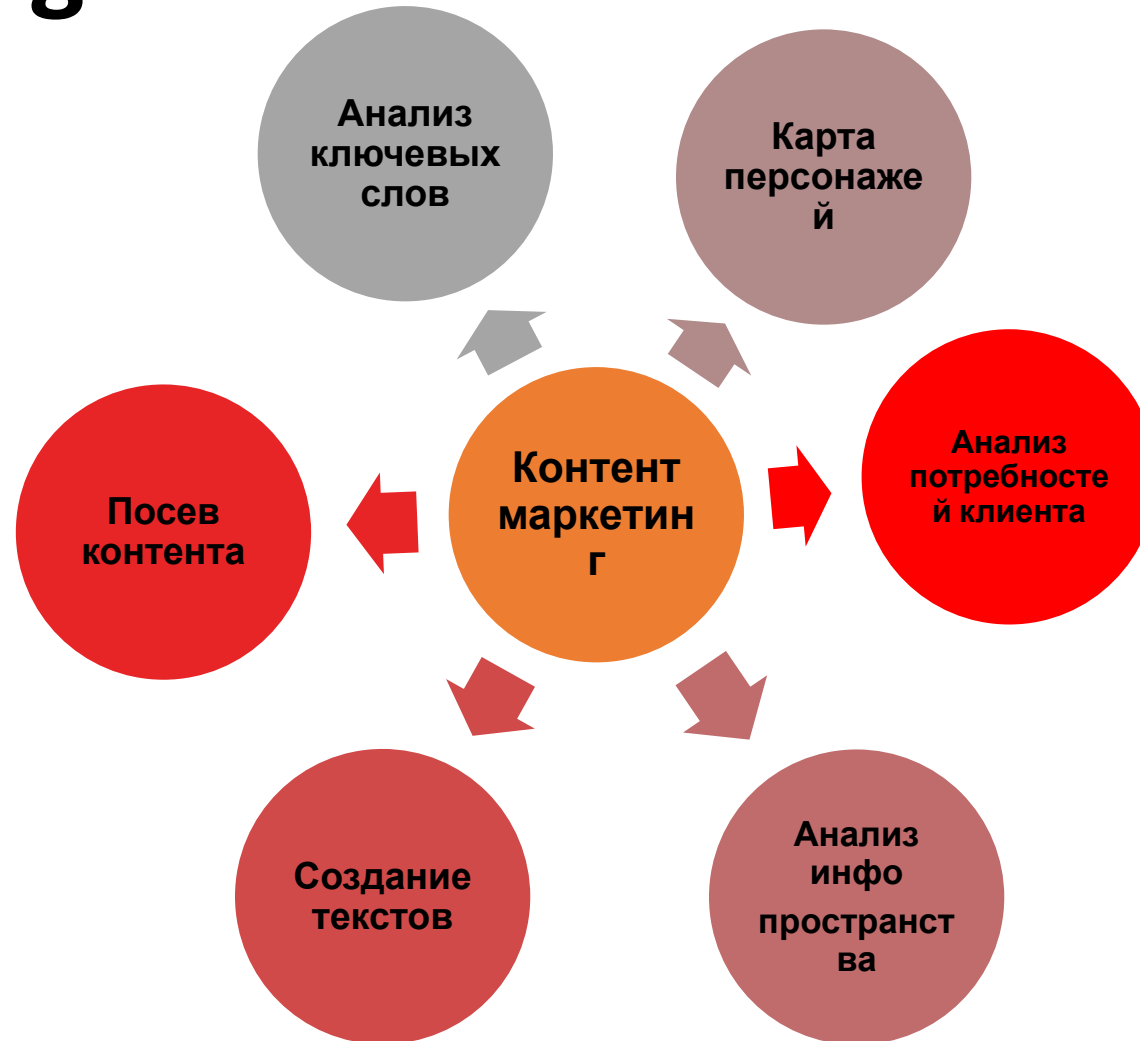 Анализ
ключевых
слов
Карта
персонаже
й
Анализ
потребносте
й клиента
Контент
маркетин
г
Посев
контента
Создание
текстов
Анализ
инфо
пространст
ва